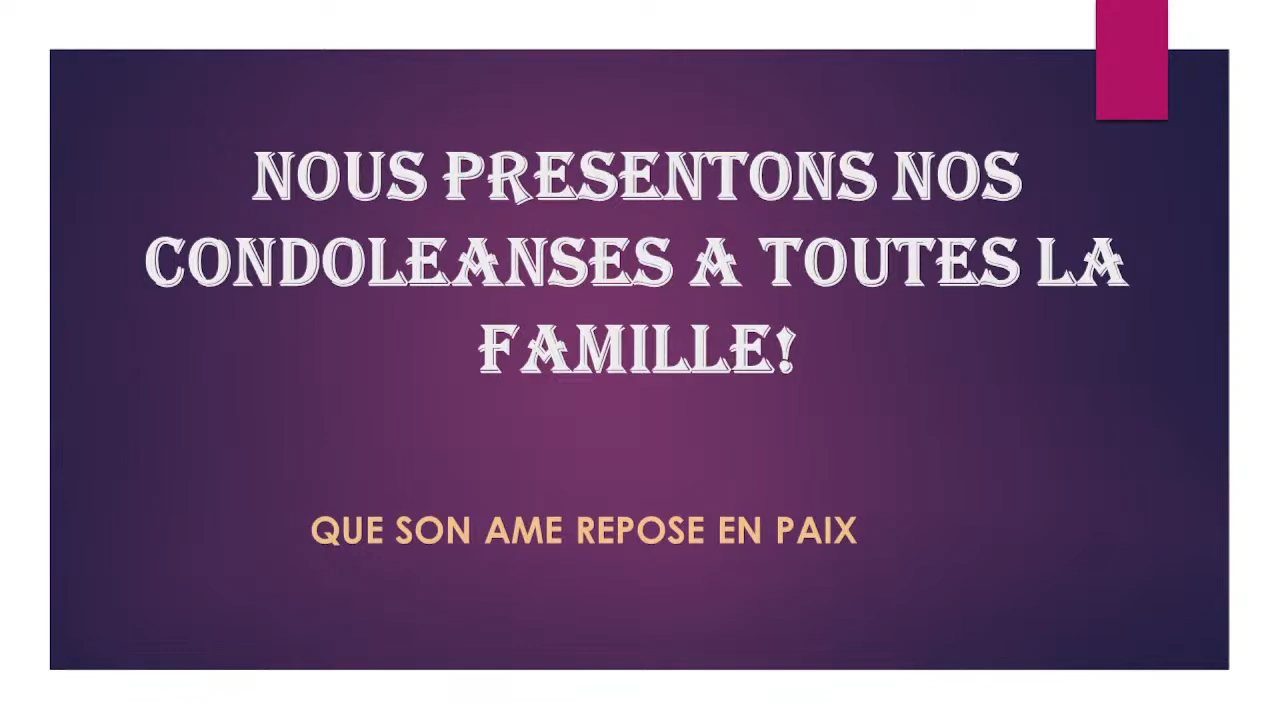 NOUS PRESENTONS NOS
CONDOLEANSES A TOUTES LA
FAMILLE!
QUE SON AME REPOSE EN PAIX